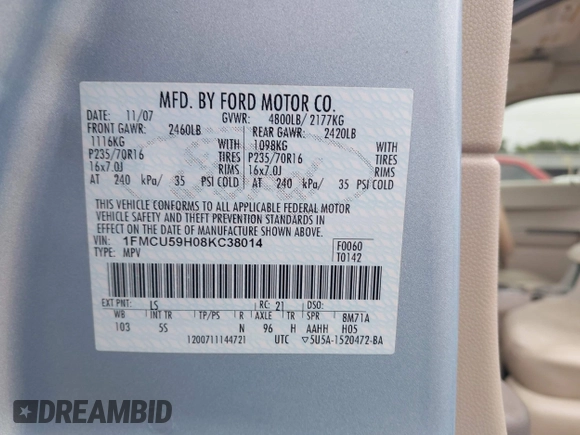 MFD. BY FORD MOTOR CO.
DATE: 11/07 GVWR: 4800LB/ 2177KG
FRONT GAWR: 2460LB REAR GAWR: 2420LB
1116KG 1098KG
P235/70R16 TIRES P235/70R16 TIRES
16x7.0J RIMS 16x7.0J RIMS
AT 240 kPa/ 35 PSI COLD AT 240 kPa/ 35 PSI COLD
THIS VEHICLE CONFORMS TO ALL APPLICABLE FEDERAL MOTOR
VEHICLE SAFETY AND THEFT PREVENTION STANDARDS IN
EFFECT ON THE DATE OF MANUFACTURE SHOWN ABOVE.
VIN: 1FMCU59H08KC38014 F0060
TYPE: MPV T0142
EXT PNT: LS RC: 21 DSO:
WB INT TR TP/PS R AXLE TR SPR BM71A
103 5S N 96 H AAHH H05
1200711144721 UTC ▽5U5A-1520472-BA
DREAMBID